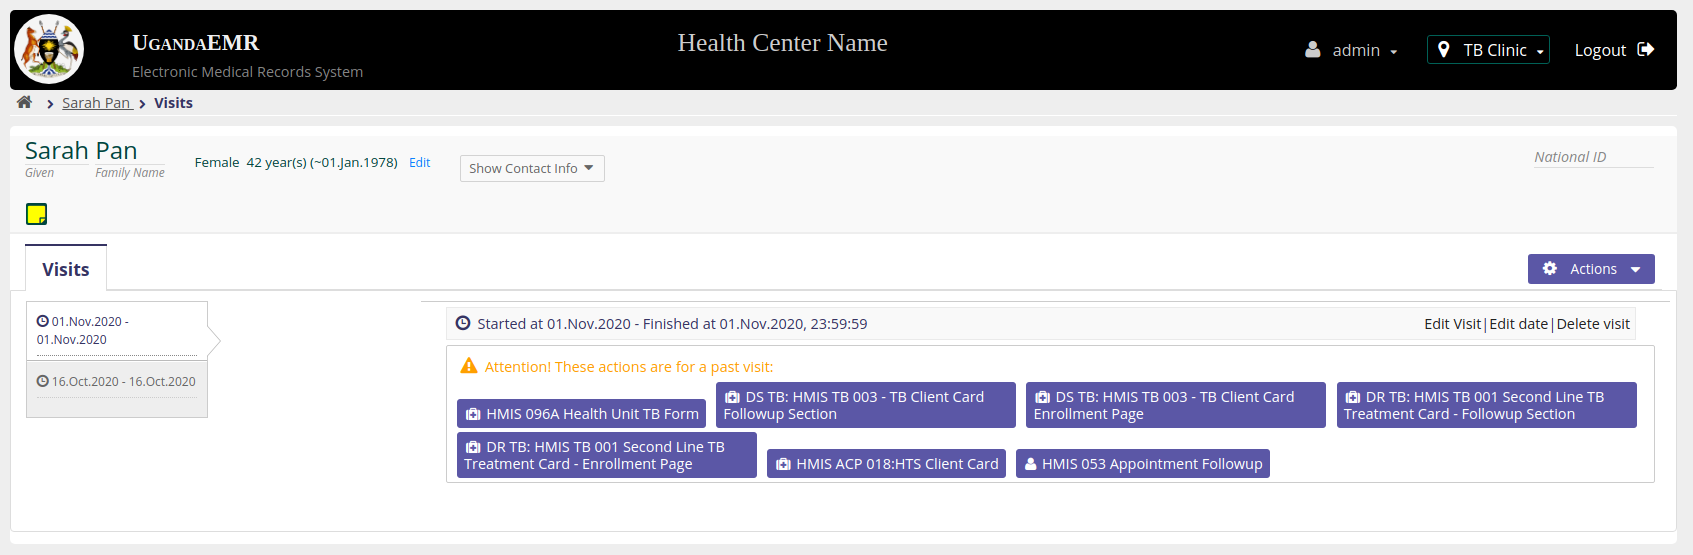 UGANDAEMR
Electronic Medical Records System
Health Center Name
admin
TB Clinic
Logout
Sarah Pan
Visits
Sarah Pan
Given
Family Name
Female 42 year(s) (~01.Jan.1978) Edit
Show Contact Info
National ID
Visits
Actions
01.Nov.2020 -
01.Nov.2020
16.Oct.2020 - 16.Oct.2020
Started at 01.Nov.2020 - Finished at 01.Nov.2020, 23:59:59
Edit Visit|Edit date|Delete visit
Attention! These actions are for a past visit:
HMIS 096A Health Unit TB Form
DS TB: HMIS TB 003 - TB Client Card
Followup Section
DS TB: HMIS TB 003 - TB Client Card
Enrollment Page
DR TB: HMIS TB 001 Second Line TB
Treatment Card - Followup Section
DR TB: HMIS TB 001 Second Line TB
Treatment Card - Enrollment Page
HMIS ACP 018:HTS Client Card
HMIS 053 Appointment Followup